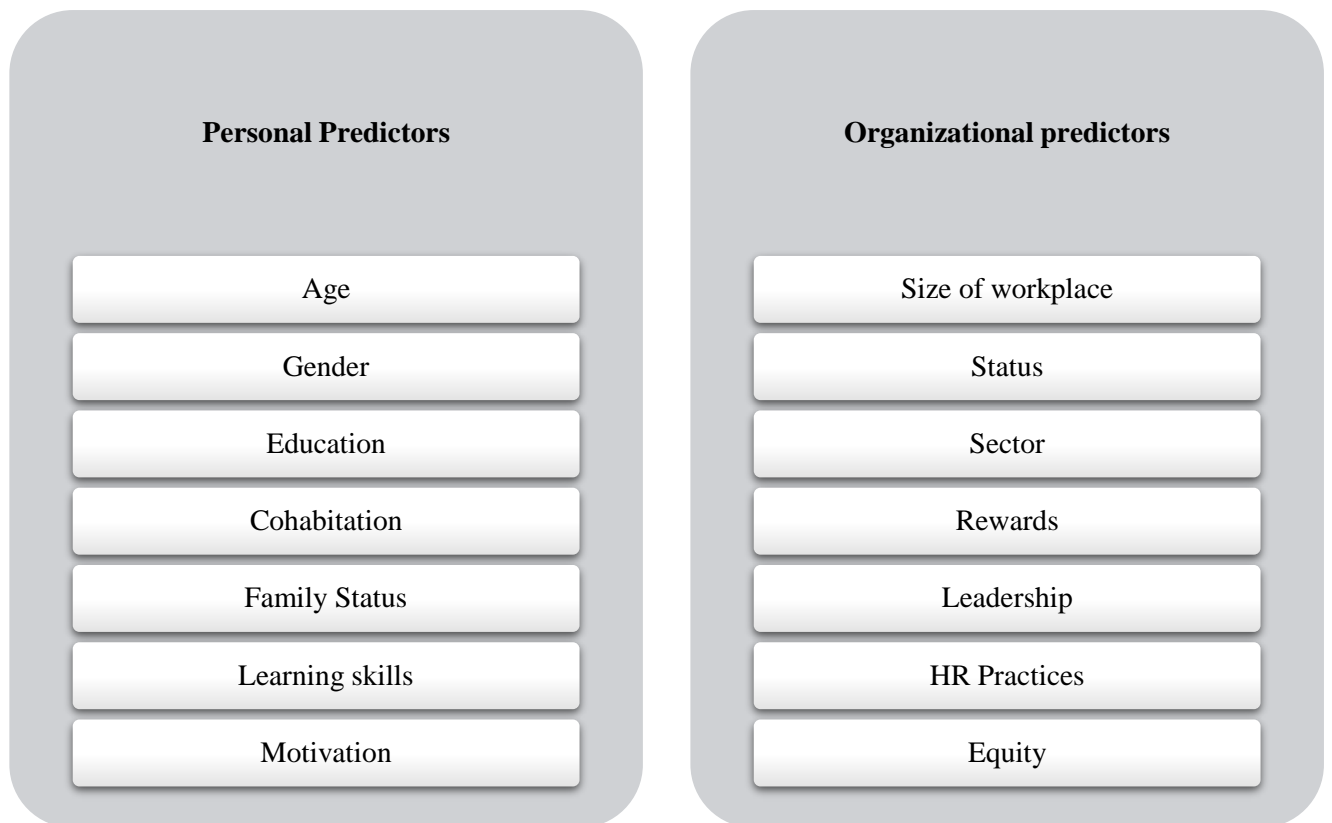 Personal Predictors
Age
Gender
Education
Cohabitation
Family Status
Learning skills
Motivation
Organizational predictors
Size of workplace
Status
Sector
Rewards
Leadership
HR Practices
Equity